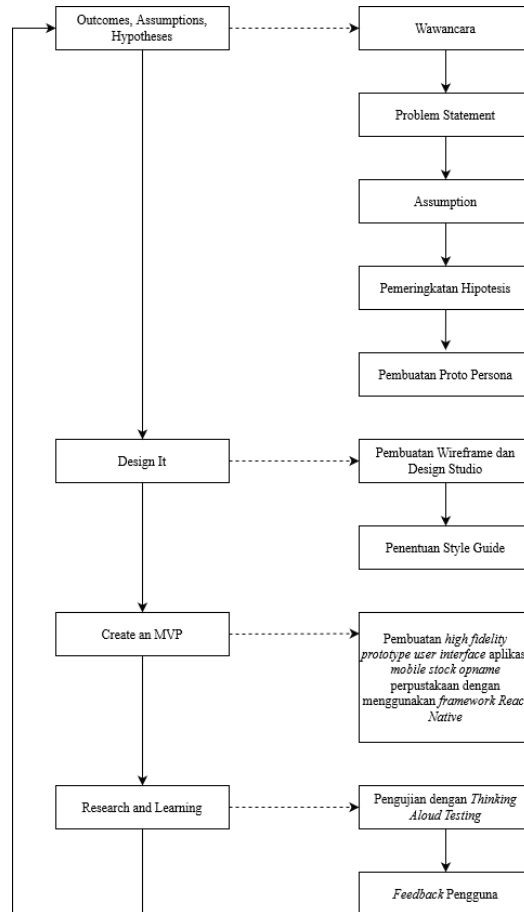 Outcomes, Assumptions,
Hypotheses
Wawancara
Problem Statement
Assumption
Pemeringkatan Hipotesis
Pembuatan Proto Persona
Design It
Pembuatan Wireframe dan
Design Studio
Penentuan Style Guide
Create an MVP
Pembuatan high fidelity
prototype user interface aplikas
mobile stock opname
perpustakaan dengan
menggunakan framework Reac
Native
Research and Learning
Pengujian dengan Thinking
Aloud Testing
Feedback Pengguna